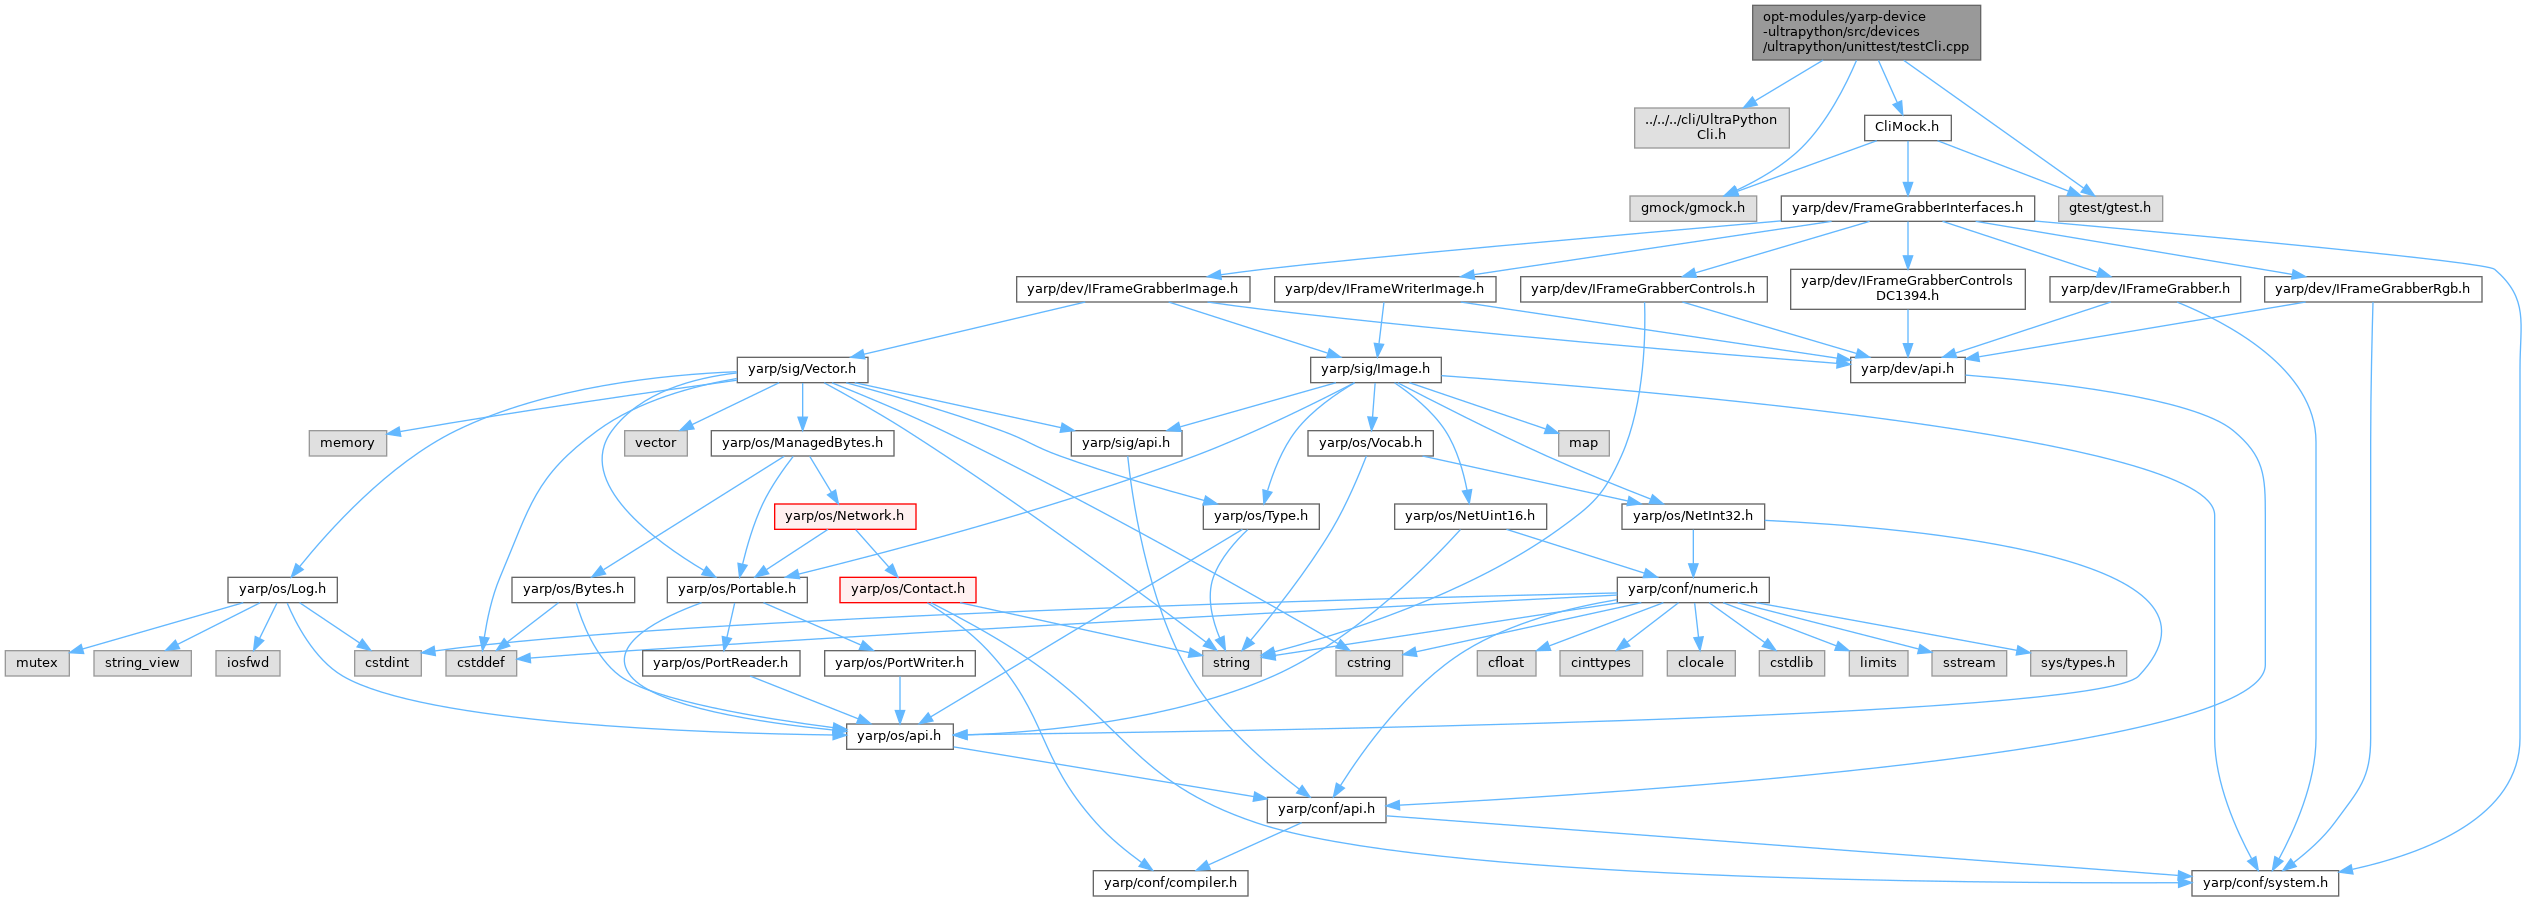 opt-modules/yarp-device
-ultrapython/src/devices
/ultrapython/unittest/testCli.cpp
../../../cli/UltraPython
Cli.h
CliMock.h
gmock/gmock.h
yarp/dev/FrameGrabberInterfaces.h
gtest/gtest.h
yarp/dev/IFrameGrabberImage.h
yarp/dev/IFrameWriterImage.h
yarp/dev/IFrameGrabberControls.h
yarp/dev/IFrameGrabberControls
DC1394.h
yarp/dev/IFrameGrabber.h
yarp/dev/IFrameGrabberRgb.h
yarp/sig/Vector.h
yarp/sig/Image.h
yarp/dev/api.h
memory
vector
yarp/os/ManagedBytes.h
yarp/sig/api.h
yarp/os/Vocab.h
map
yarp/os/Network.h
yarp/os/Type.h
yarp/os/NetUint16.h
yarp/os/NetInt32.h
yarp/os/Log.h
yarp/os/Bytes.h
yarp/os/Portable.h
yarp/os/Contact.h
yarp/conf/numeric.h
mutex
string_view
iosfwd
cstdint
cstddef
yarp/os/PortReader.h
yarp/os/PortWriter.h
string
cstring
cfloat
cinttypes
clocale
cstdlib
limits
sstream
sys/types.h
yarp/os/api.h
yarp/conf/api.h
yarp/conf/compiler.h
yarp/conf/system.h